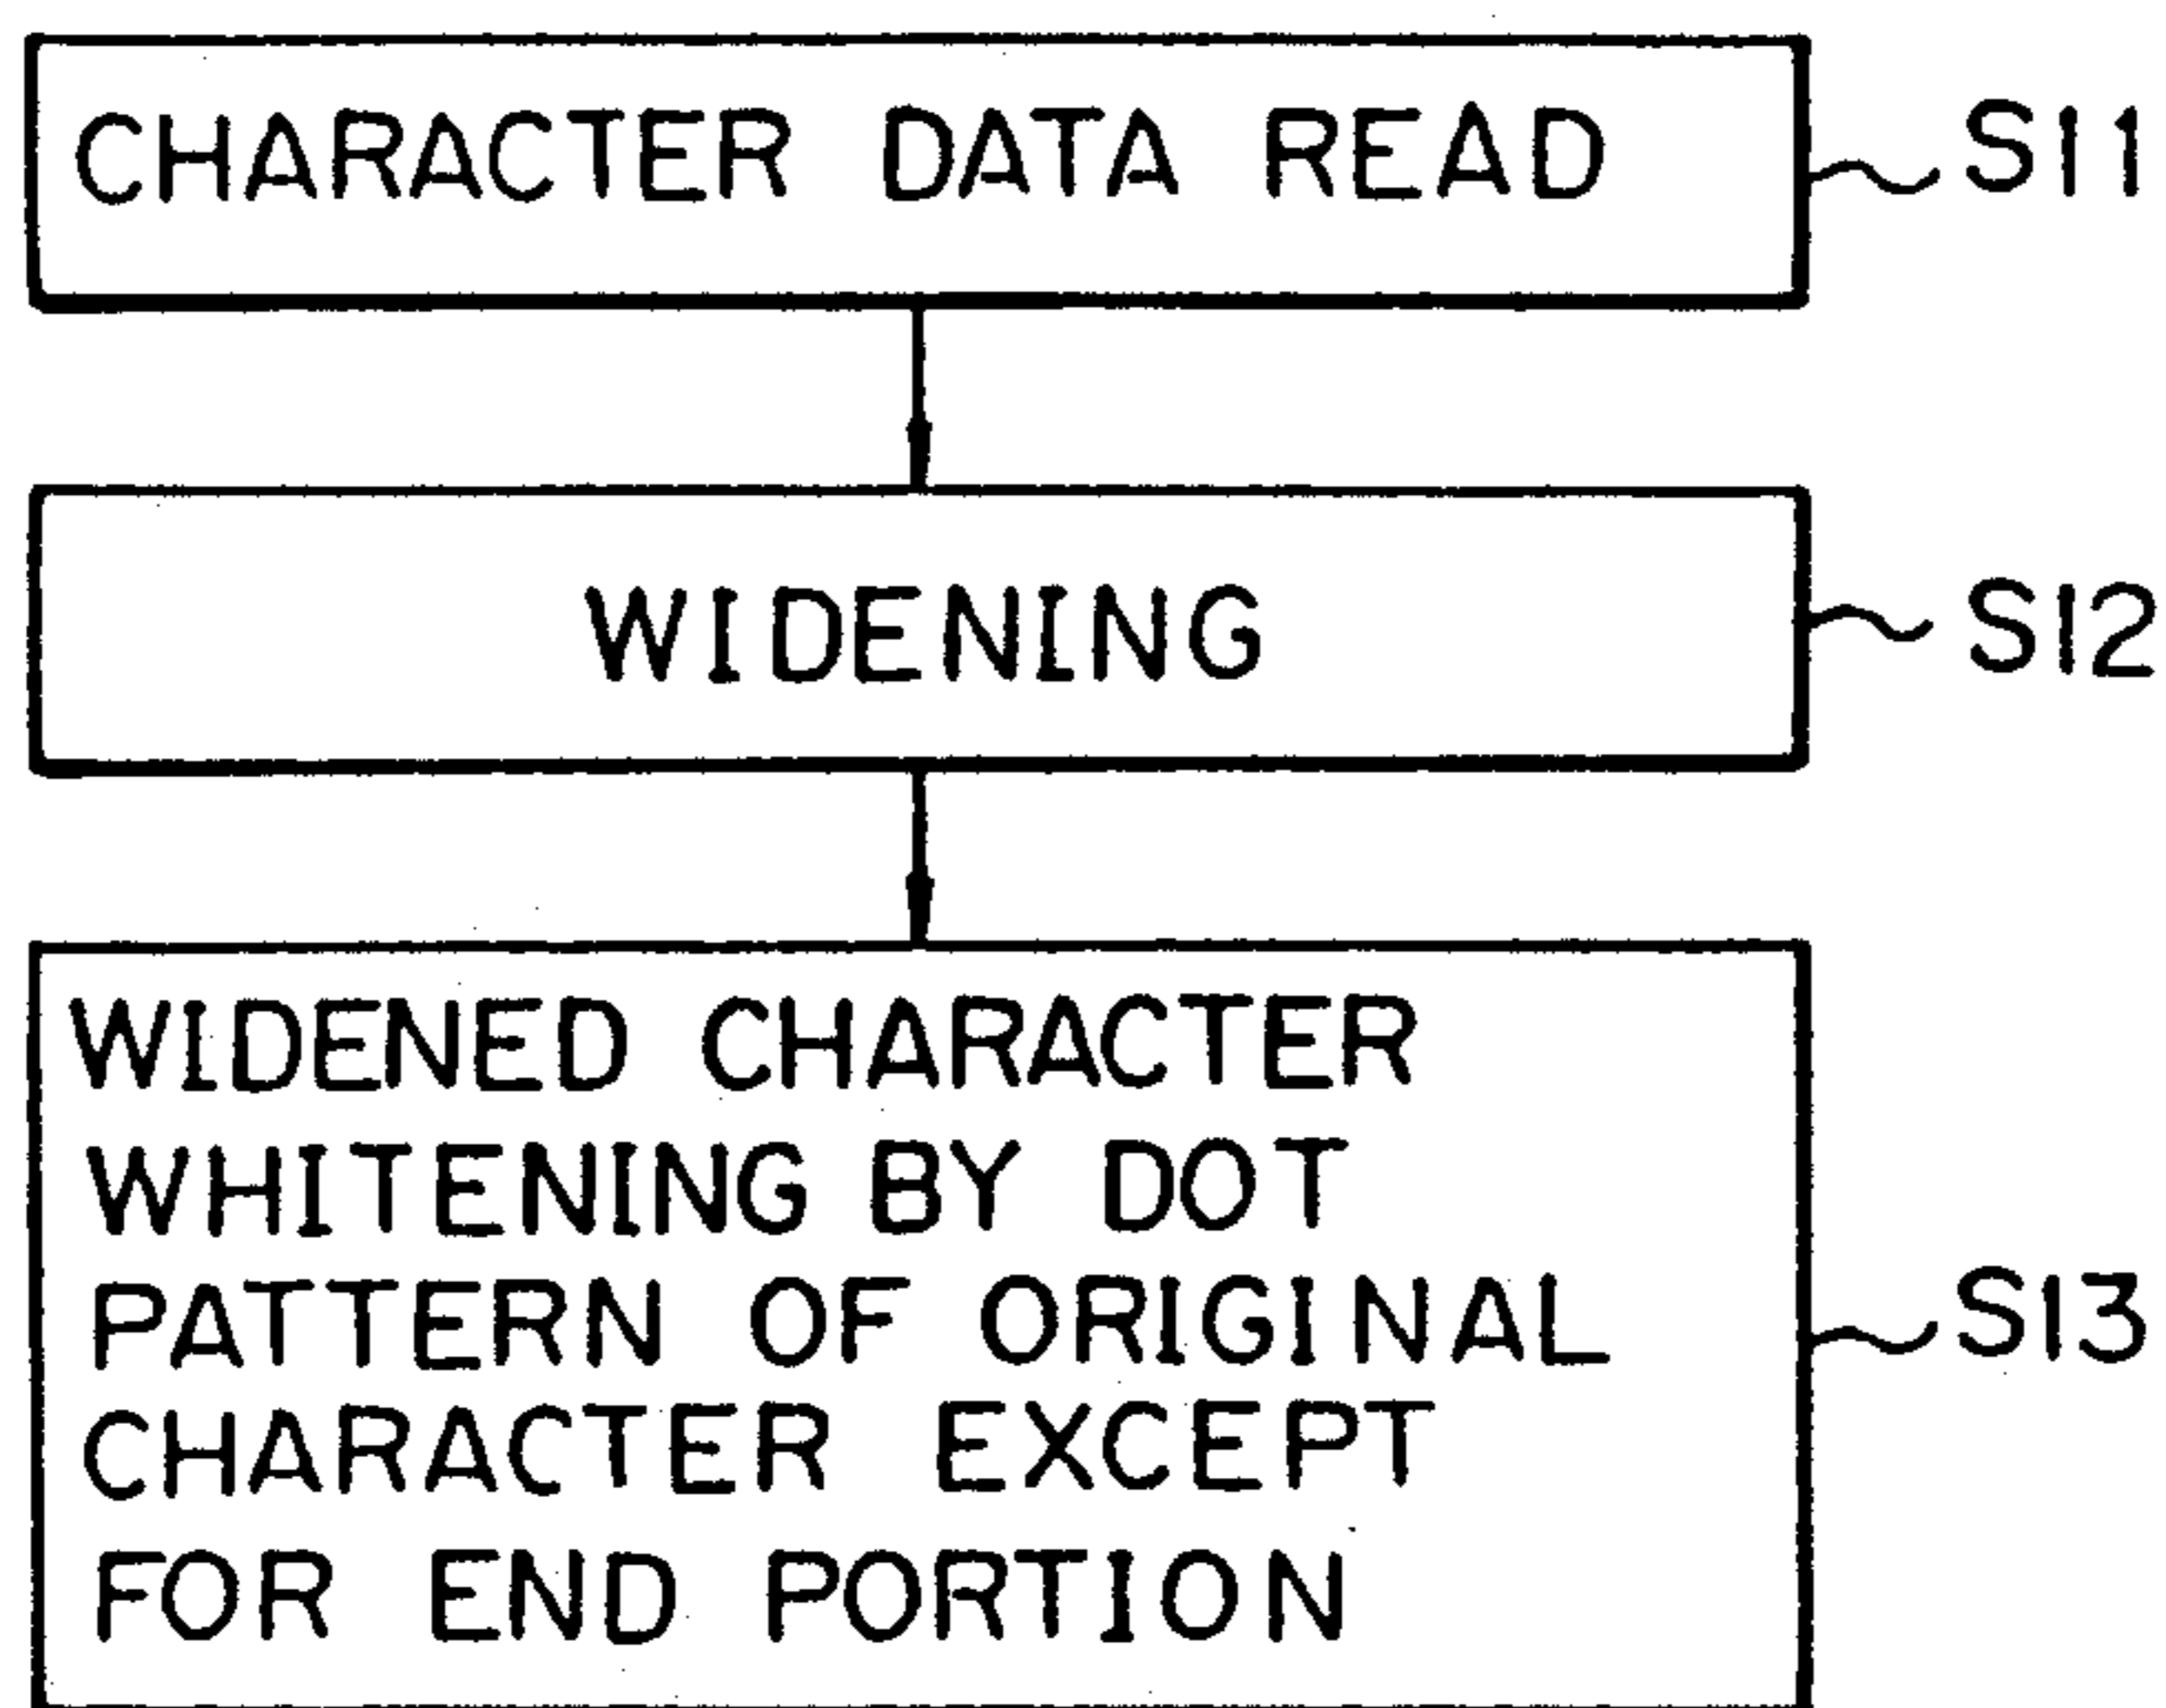 CHARACTER DATA READ
S11
WIDENING
S12
WIDENED CHARACTER
WHITENING BY DOT
PATTERN OF ORIGINAL
S13
CHARACTER EXCEPT
FOR END PORTION